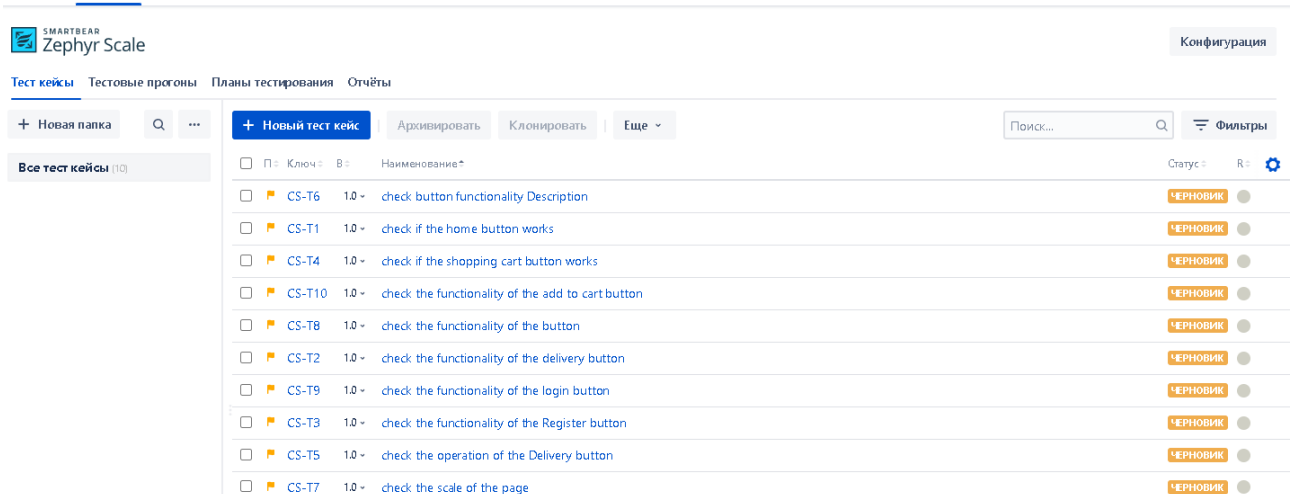 SMARTBEAR
Zephyr Scale
Конфигурация
Тест кейсы Тестовые прогоны Планы тестирования Отчёты
+ Новая папка ... + Новый тест кейс Архивировать Клонировать Еще Поиск... Фильтры
Все тест кейсы (10)
П Ключ В Наименование Статус R
CS-T6 1.0 check button functionality Description ЧЕРНОВИК
CS-T1 1.0 check if the home button works ЧЕРНОВИК
CS-T4 1.0 check if the shopping cart button works ЧЕРНОВИК
CS-T10 1.0 check the functionality of the add to cart button ЧЕРНОВИК
CS-T8 1.0 check the functionality of the button ЧЕРНОВИК
CS-T2 1.0 check the functionality of the delivery button ЧЕРНОВИК
CS-T9 1.0 check the functionality of the login button ЧЕРНОВИК
CS-T3 1.0 check the functionality of the Register button ЧЕРНОВИК
CS-T5 1.0 check the operation of the Delivery button ЧЕРНОВИК
CS-T7 1.0 check the scale of the page ЧЕРНОВИК